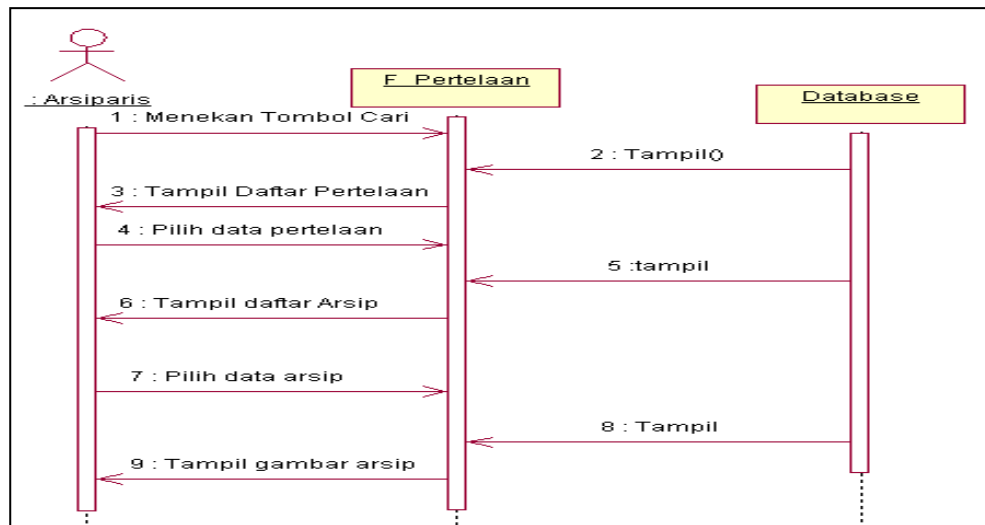 F_Pertelaan
: Arsiparis
Database
1 : Menekan Tombol Cari
2 : Tampil()
3 : Tampil Daftar Pertelaan
4 : Pilih data pertelaan
5 :tampil
6 : Tampil daftar Arsip
7 : Pilih data arsip
8 : Tampil
9 : Tampil gambar arsip